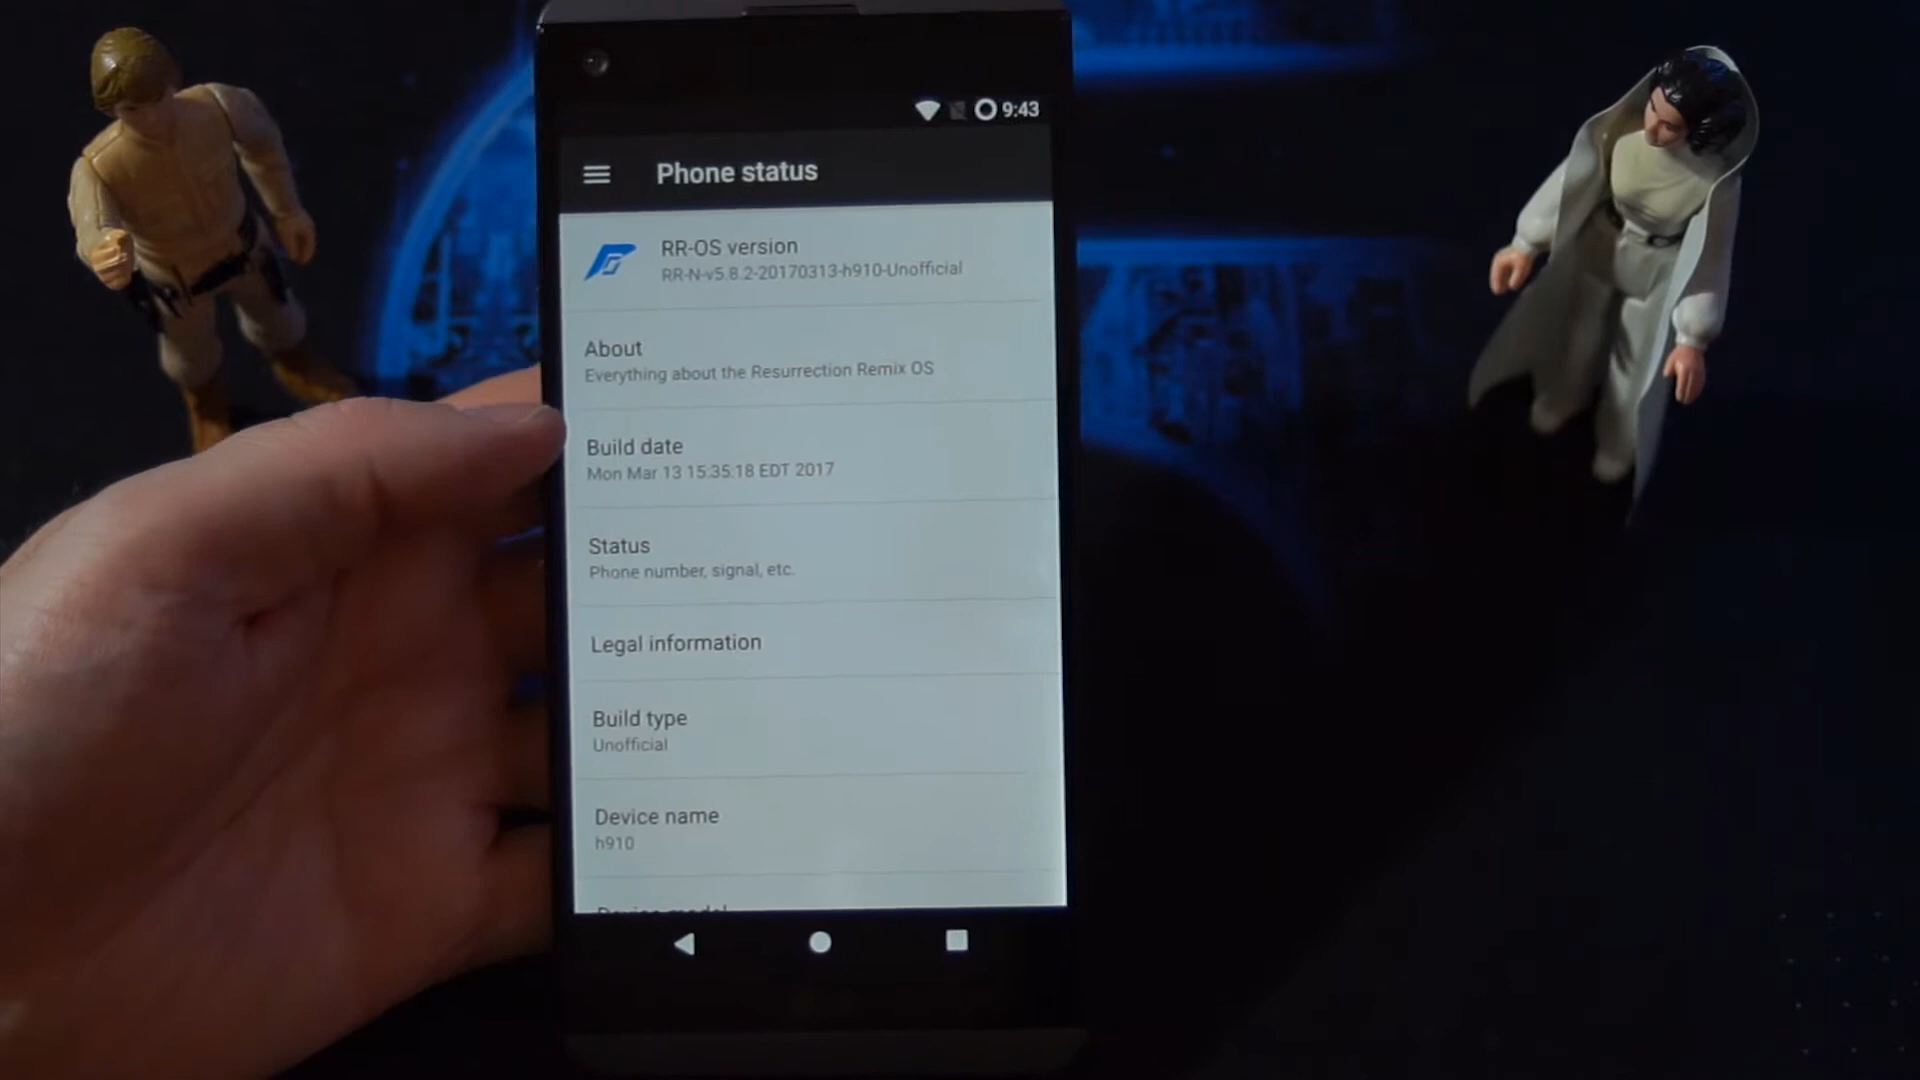 9:43
Phone status
RR-OS version
RR-N-v5.8.2-20170313-h910-Unofficial
About
Everything about the Resurrection Remix OS
Build date
Mon Mar 13 15:35:18 EDT 2017
Status
Phone number, signal, etc.
Legal information
Build type
Unofficial
Device name
h910
Device model